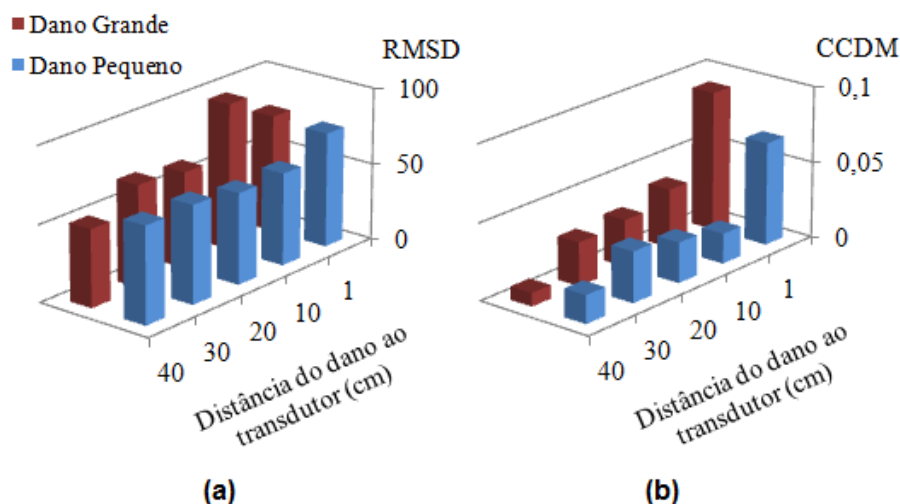 Dano Grande
Dano Pequeno
RMSD
100
50
0
1
10
20
30
40
Distância do dano ao
transdutor (cm)
(a)
CCDM
0,1
0,05
0
1
10
20
30
40
Distância do dano ao
transdutor (cm)
(b)